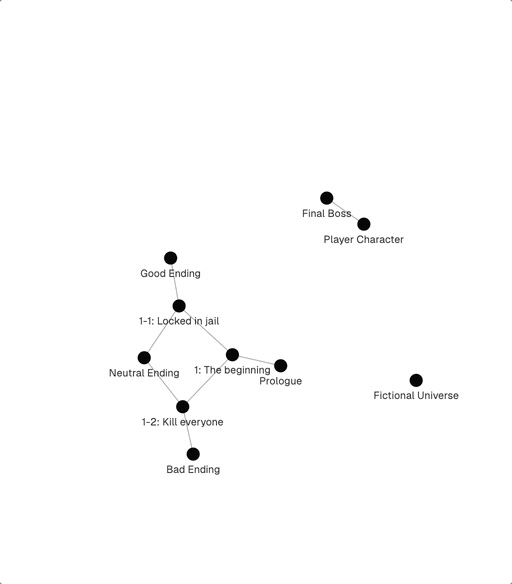 Final Boss
Player Character
Good Ending
1-1: Locked in jail
1: The beginning
Neutral Ending
Prologue
Fictional Universe
1-2: Kill everyone
Bad Ending